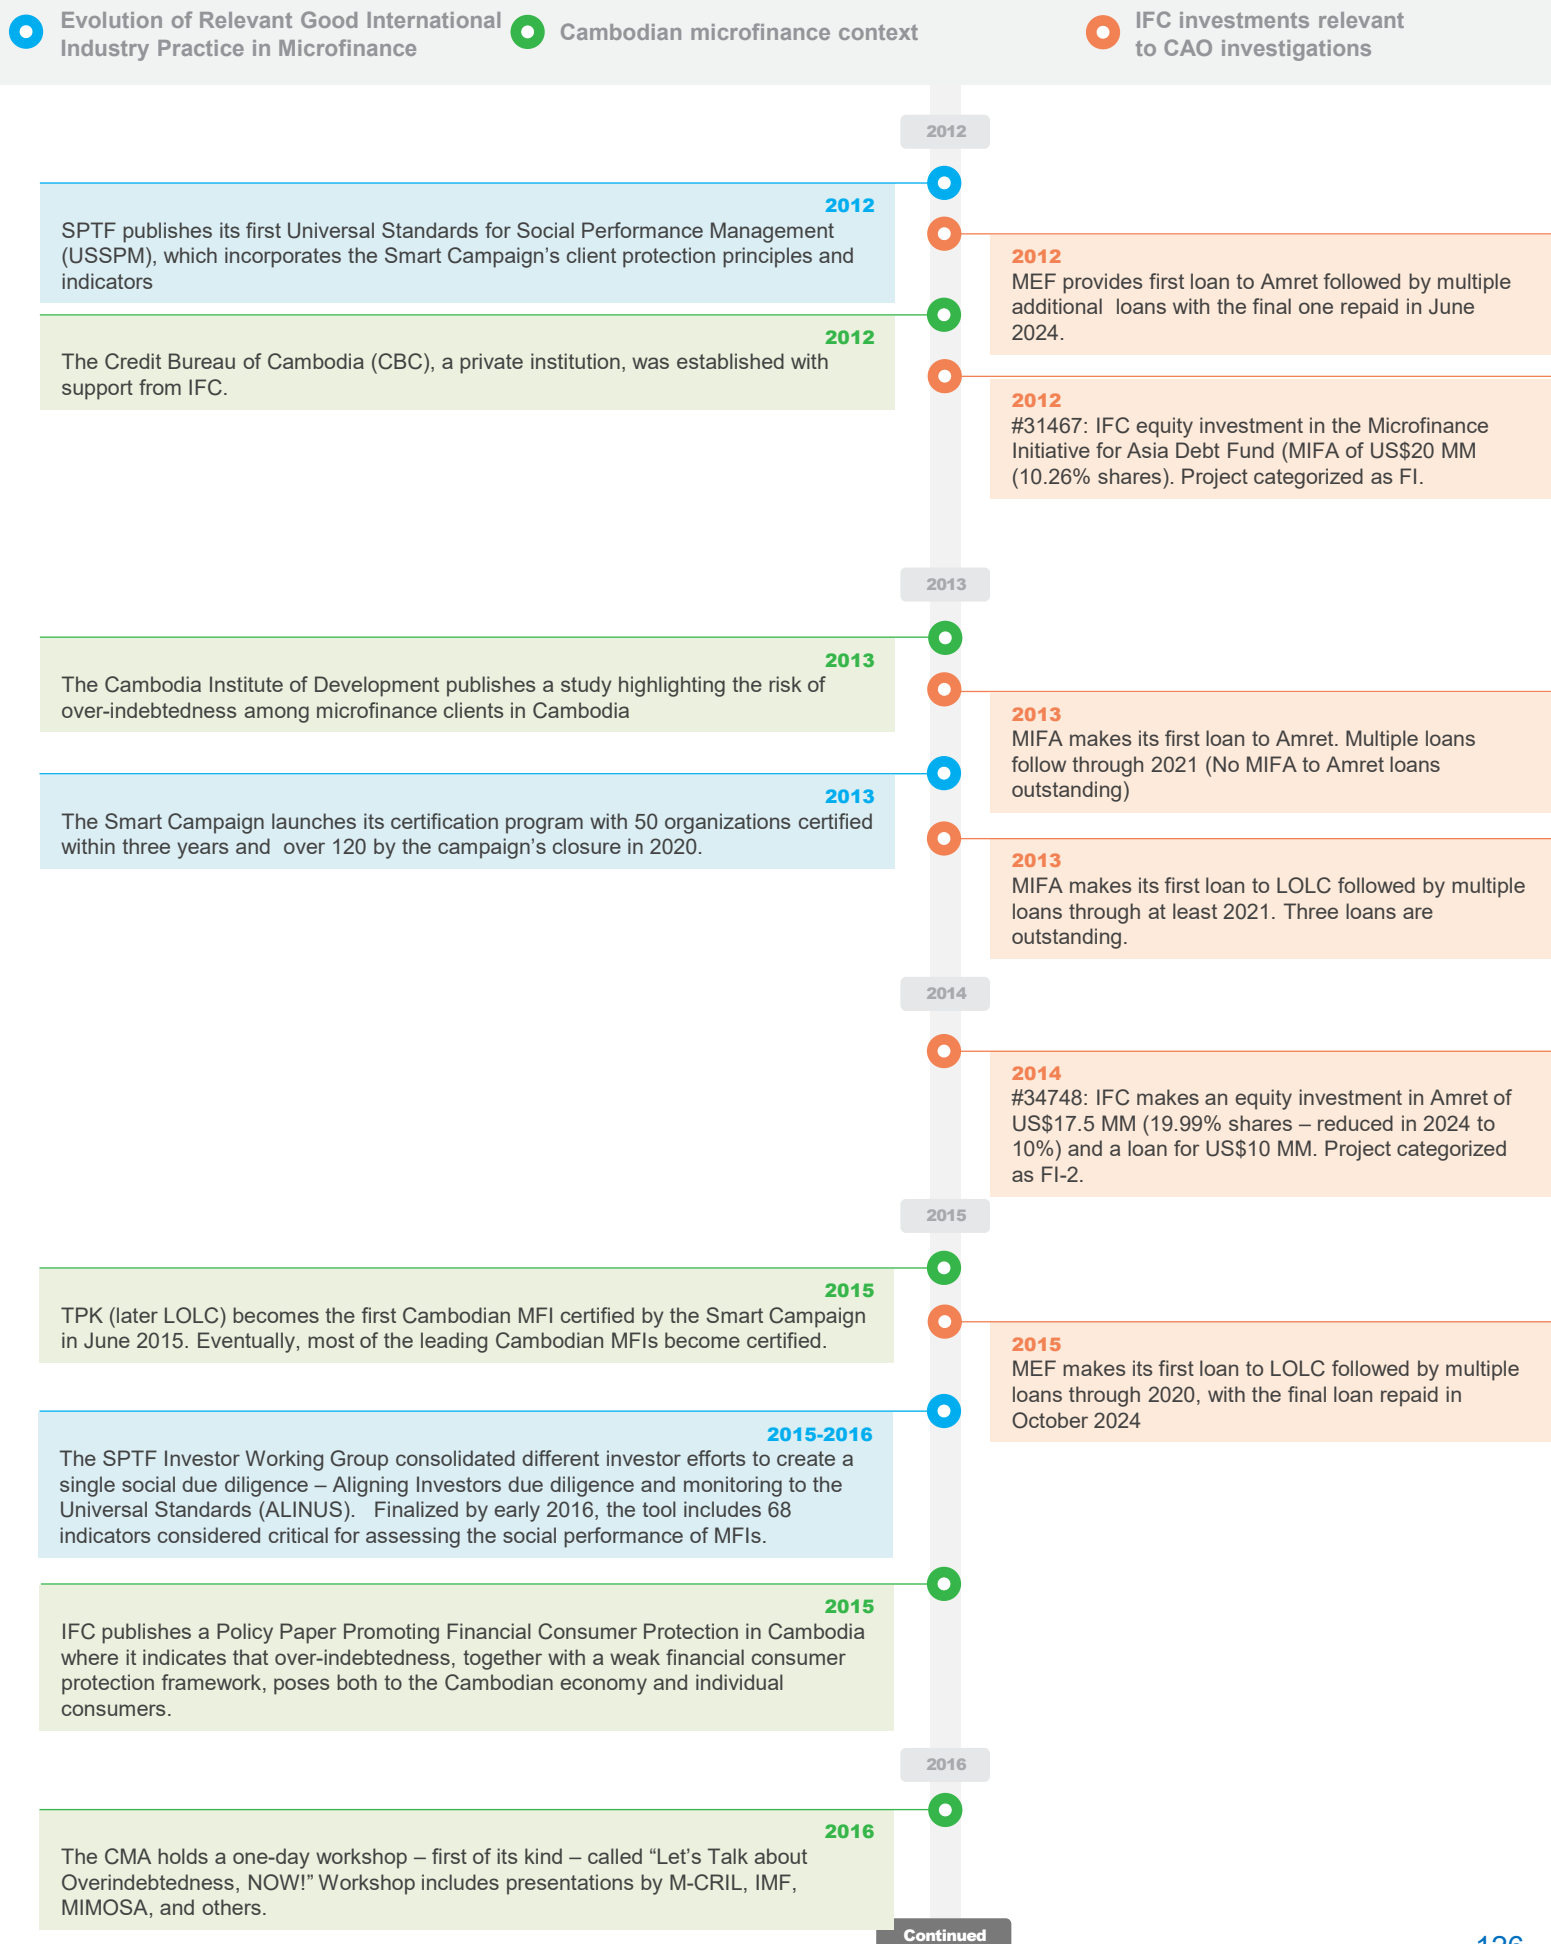 Evolution of Relevant Good International
Industry Practice in Microfinance
Cambodian microfinance context
IFC investments relevant
to CAO investigations
2012
2012
SPTF publishes its first Universal Standards for Social Performance Management
(USSPM), which incorporates the Smart Campaign’s client protection principles and
indicators
2012
MEF provides first loan to Amret followed by multiple
additional  loans with the final one repaid in June
2024.
2012
The Credit Bureau of Cambodia (CBC), a private institution, was established with
support from IFC.
2012
#31467: IFC equity investment in the Microfinance
Initiative for Asia Debt Fund (MIFA of US$20 MM
(10.26% shares). Project categorized as FI.
2013
2013
The Cambodia Institute of Development publishes a study highlighting the risk of
over-indebtedness among microfinance clients in Cambodia
2013
MIFA makes its first loan to Amret. Multiple loans
follow through 2021 (No MIFA to Amret loans
outstanding)
2013
The Smart Campaign launches its certification program with 50 organizations certified
within three years and  over 120 by the campaign’s closure in 2020.
2013
MIFA makes its first loan to LOLC followed by multiple
loans through at least 2021. Three loans are
outstanding.
2014
2014
#34748: IFC makes an equity investment in Amret of
US$17.5 MM (19.99% shares – reduced in 2024 to
10%) and a loan for US$10 MM. Project categorized
as FI-2.
2015
2015
TPK (later LOLC) becomes the first Cambodian MFI certified by the Smart Campaign
in June 2015. Eventually, most of the leading Cambodian MFIs become certified.
2015
MEF makes its first loan to LOLC followed by multiple
loans through 2020, with the final loan repaid in
October 2024
2015-2016
The SPTF Investor Working Group consolidated different investor efforts to create a
single social due diligence – Aligning Investors due diligence and monitoring to the
Universal Standards (ALINUS).   Finalized by early 2016, the tool includes 68
indicators considered critical for assessing the social performance of MFIs.
2015
IFC publishes a Policy Paper Promoting Financial Consumer Protection in Cambodia
where it indicates that over-indebtedness, together with a weak financial consumer
protection framework, poses both to the Cambodian economy and individual
consumers.
2016
2016
The CMA holds a one-day workshop – first of its kind – called “Let’s Talk about
Overindebtedness, NOW!” Workshop includes presentations by M-CRIL, IMF,
MIMOSA, and others.
Continued
126